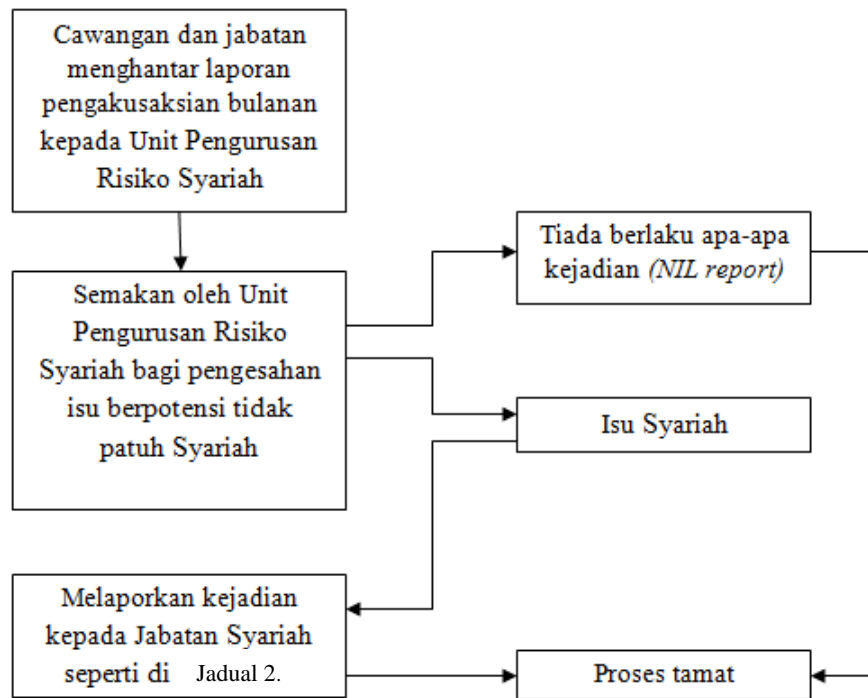 Cawangan dan jabatan
menghantar laporan
pengakusaksian bulanan
kepada Unit Pengurusan
Risiko Syariah
Tiada berlaku apa-apa
kejadian (NIL report)
Semakan oleh Unit
Pengurusan Risiko
Syariah bagi pengesahan
isu berpotensi tidak
patuh Syariah
Isu Syariah
Melaporkan kejadian
kepada Jabatan Syariah
seperti di Jadual 2.
Proses tamat